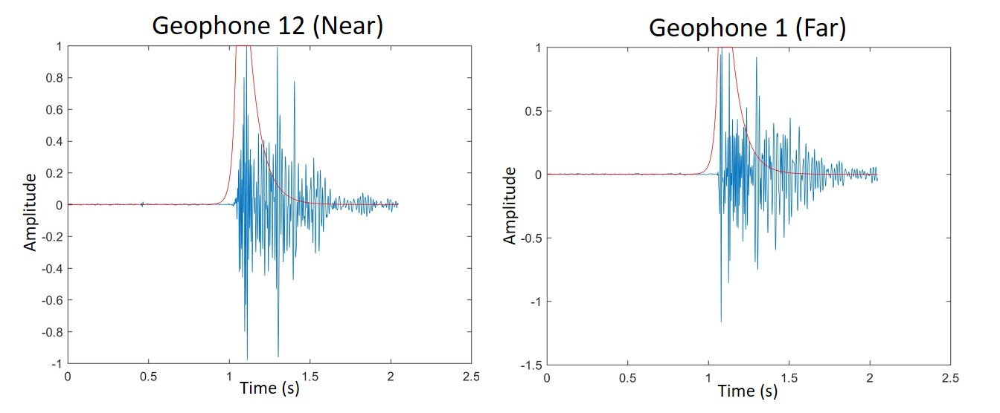 Geophone 12 (Near)
1
0.8
0.6
0.4
0.2
0
-0.2
-0.4
-0.6
-0.8
-1
Amplitude
0 0.5 1 1.5 2 2.5
Time (s)
Geophone 1 (Far)
1
0.5
0
-0.5
-1
-1.5
Amplitude
0 0.5 1 1.5 2 2.5
Time (s)